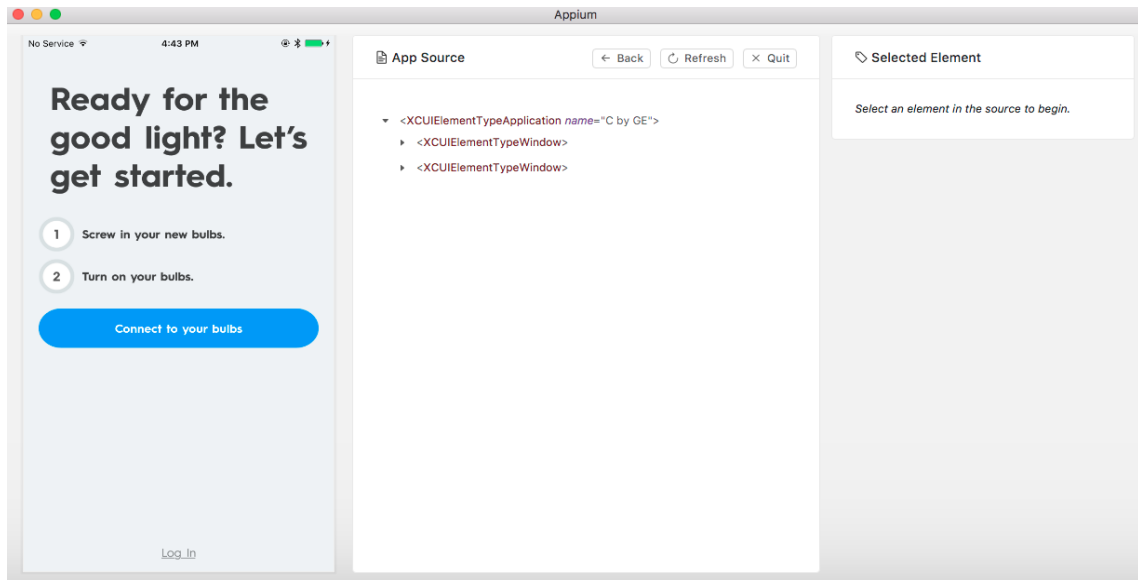 Appium
No Service 4:43 PM
Ready for the
good light? Let's
get started.
1 Screw in your new bulbs.
2 Turn on your bulbs.
Connect to your bulbs
Log In
App Source
← Back
Refresh
× Quit
<XCUIElementTypeApplication name="C by GE">
<XCUIElementTypeWindow>
<XCUIElementTypeWindow>
Selected Element
Select an element in the source to begin.